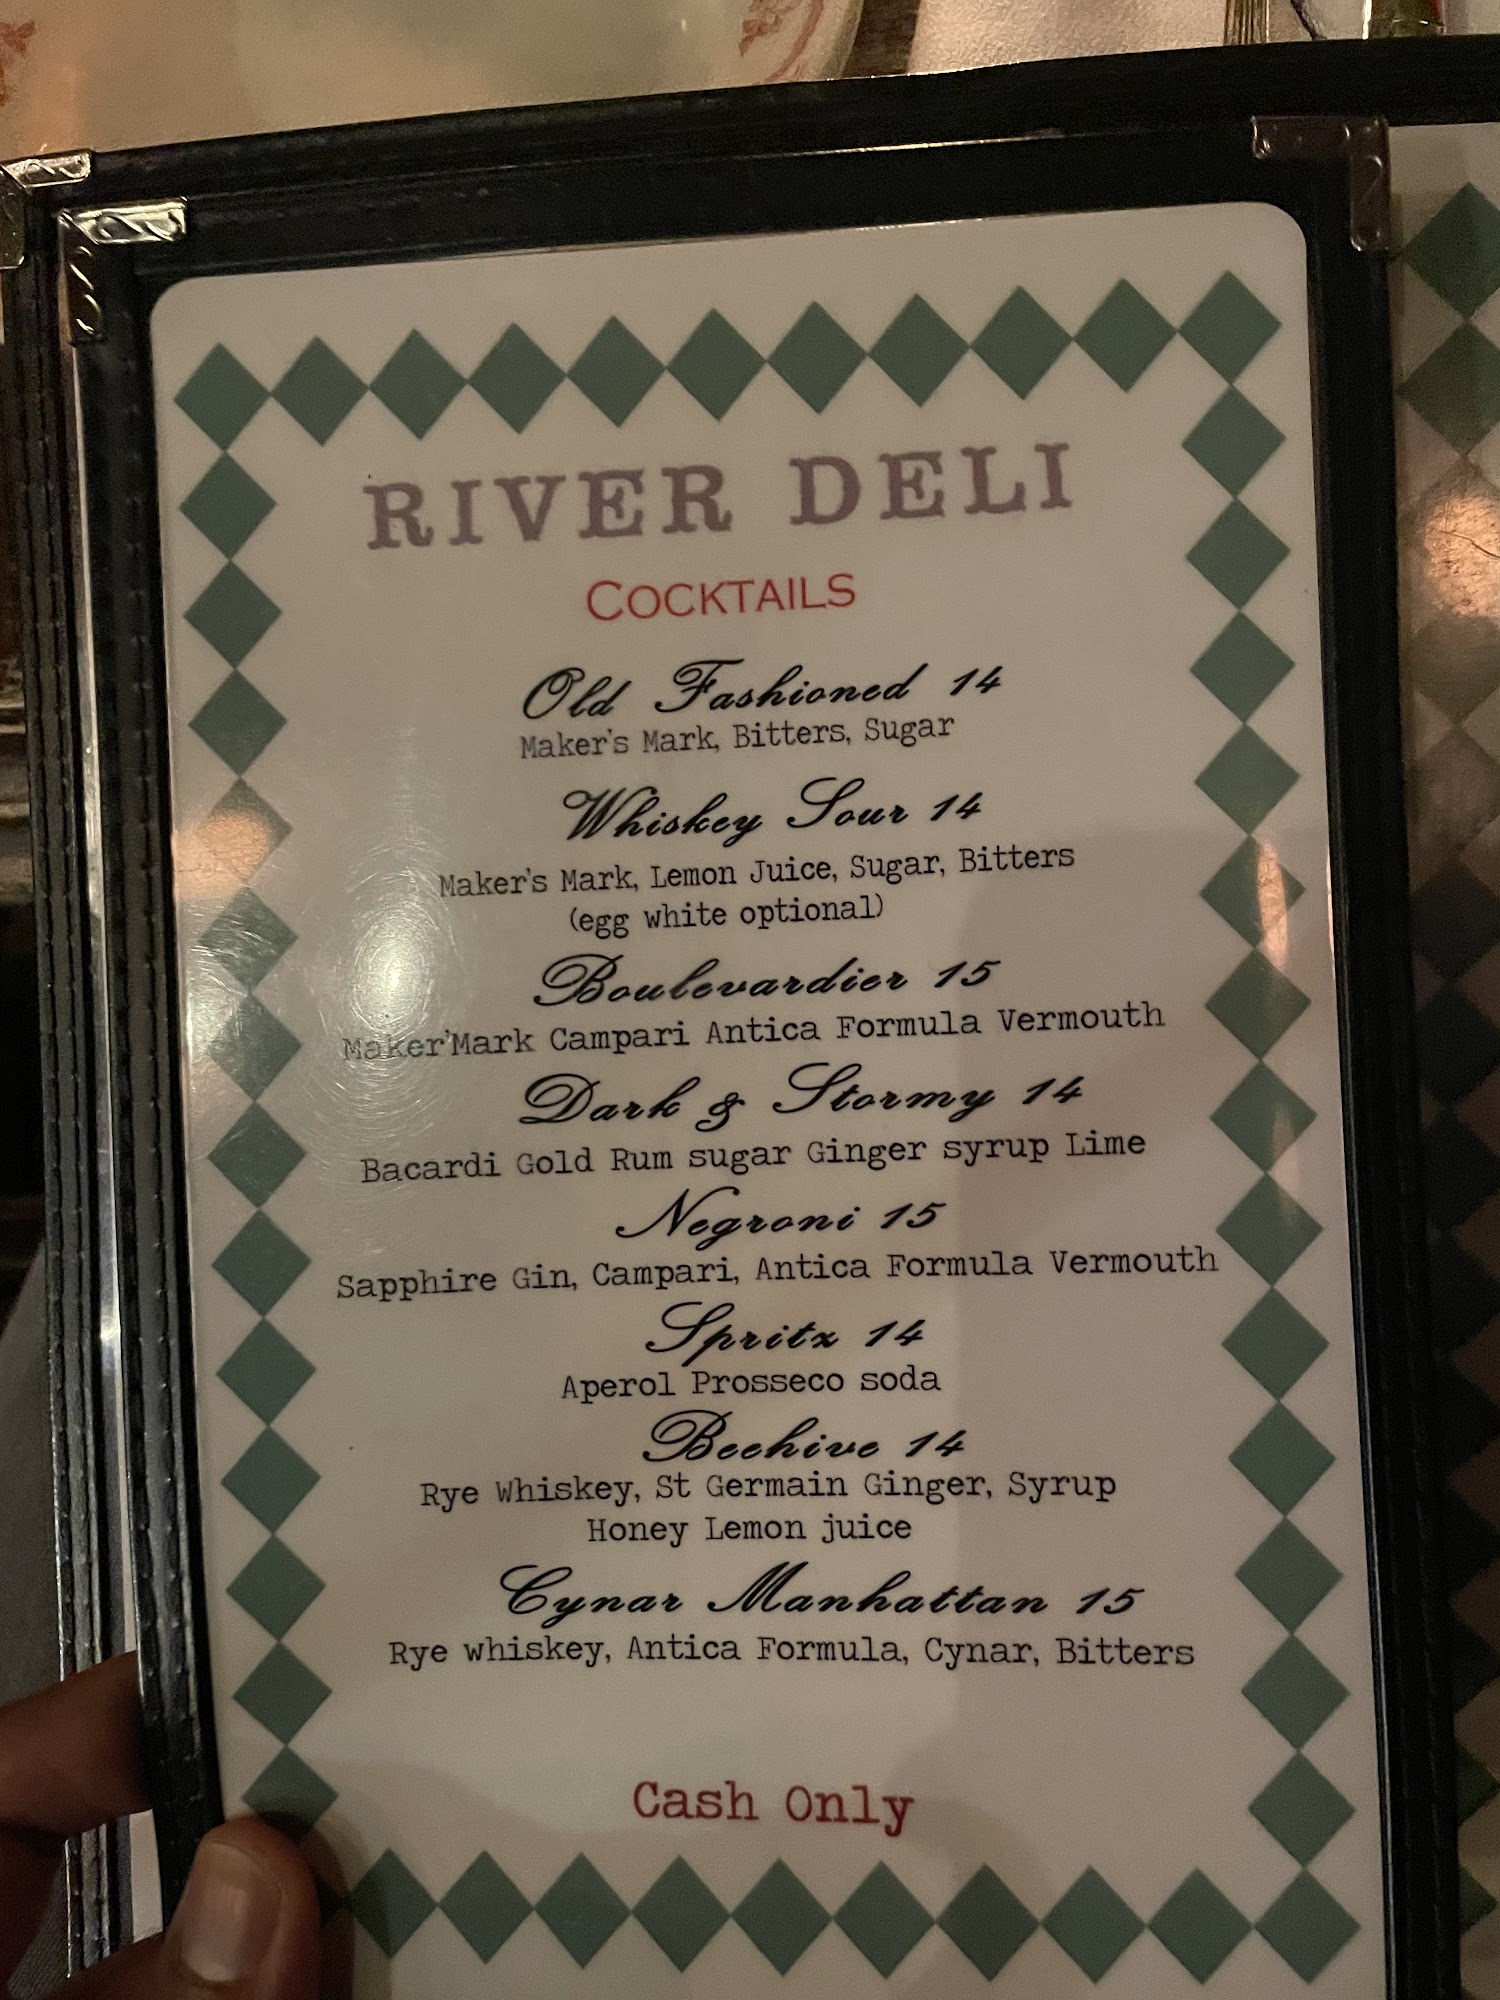 RIVER DELI
COCKTAILS
Old Fashioned 14
Maker's Mark, Bitters, Sugar
Whiskey Sour 14
Maker's Mark, Lemon Juice, Sugar, Bitters
(egg white optional)
Boulevardier 15
Maker'Mark Campari Antica Formula Vermouth
Dark & Stormy 14
Bacardi Gold Rum sugar Ginger syrup Lime
Negroni 15
Sapphire Gin, Campari, Antica Formula Vermouth
Spritz 14
Aperol Prosseco soda
Beehive 14
Rye Whiskey, St Germain Ginger, Syrup
Honey Lemon juice
Cynar Manhattan 15
Rye whiskey, Antica Formula, Cynar, Bitters
Cash Only